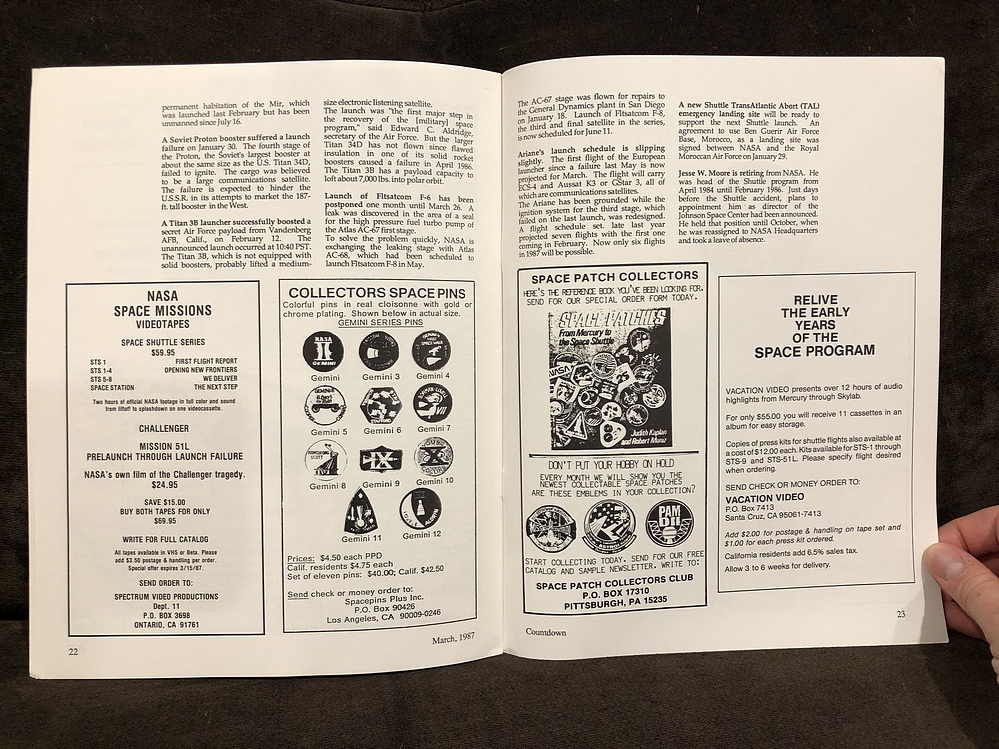 permanent habitation of the Mir, which
was launched last February but has been
unmanned since July 16.
A Soviet Proton booster suffered a launch
failure on January 30. The fourth stage of
the Proton, the Soviet's largest booster at
about the same size as the U.S. Titan 34D,
failed to ignite. The cargo was believed
to be a large communications satellite.
The failure is expected to hinder the
U.S.S.R. in its attempts to market the 187-
ft. tall booster in the West.
A Titan 3B launcher successfully boosted a
secret Air Force payload from Vandenberg
AFB, Calif., on February 12. The
unannounced launch occurred at 10:40 PST.
The Titan 3B, which is not equipped with
solid boosters, probably lifted a medium-
size electronic listening satellite.
The launch was "the first major step in
the recovery of the [military] space
program," said Edward C. Aldridge,
secretary of the Air Force. But the larger
Titan 34D has not flown since flawed
insulation in one of its solid rocket
boosters caused a failure in April 1986.
The Titan 3B has a payload capacity to
loft about 7,000 lbs. into polar orbit.
Launch of Fltsatcom F-6 has been
postponed one month until March 26. A
leak was discovered in the area of a seal
for the high pressure fuel turbo pump of
the Atlas AC-67 first stage.
To solve the problem quickly, NASA is
exchanging the leaking stage with Atlas
AC-68, which had been scheduled to
launch Fltsatcom F-8 in May.
NASA
SPACE MISSIONS
VIDEOTAPES
SPACE SHUTTLE SERIES
$59.95
STS 1 FIRST FLIGHT REPORT
STS 1-4 OPENING NEW FRONTIERS
STS 5-8 WE DELIVER
SPACE STATION THE NEXT STEP
Two hours of official NASA footage in full color and sound
from liftoff to splashdown on one videocassette.
CHALLENGER
MISSION 51L
PRELAUNCH THROUGH LAUNCH FAILURE
NASA's own film of the Challenger tragedy.
$24.95
SAVE $15.00
BUY BOTH TAPES FOR ONLY
$69.95
WRITE FOR FULL CATALOG
All tapes available in VHS or Beta. Please
add $3.50 postage & handling per order.
Special offer expires 7/15/87.
SEND ORDER TO:
SPECTRUM VIDEO PRODUCTIONS
Dept. 11
P.O. BOX 3698
ONTARIO, CA 91761
COLLECTORS SPACE PINS
Colorful pins in real cloisonne with gold or
chrome plating. Shown below in actual size.
GEMINI SERIES PINS
NASA
GEMINI
Gemini
Gemini 3
Gemini 4
Gemini 5
Gemini 6
VII
Gemini 7
Gemini 8
IX
Gemini 9
Gemini 10
Gemini 11
Gemini 12
Prices: $4.50 each PPD
Calif. residents $4.75 each
Set of eleven pins: $40.00; Calif. $42.50
Send check or money order to:
Spacepins Plus Inc.
P.O. Box 90426
Los Angeles, CA 90009-0246
22
March, 1987
The AC-67 stage was flown for repairs to
the General Dynamics plant in San Diego
on January 18. Launch of Fltsatcom F-8,
the third and final satellite in the series,
is now scheduled for June 11.
Ariane's launch schedule is slipping
slightly. The first flight of the European
launcher since a failure last May is now
projected for March. The flight will carry
ECS-4 and Aussat K3 or GStar 3, all of
which are communications satellites.
The Ariane has been grounded while the
ignition system for the third stage, which
failed on the last launch, was redesigned.
A flight schedule set late last year
projected seven flights with the first one
coming in February. Now only six flights
in 1987 will be possible.
A new Shuttle TransAtlantic Abort (TAL)
emergency landing site will be ready to
support the next Shuttle launch. An
agreement to use Ben Guerir Air Force
Base, Morocco, as a landing site was
signed between NASA and the Royal
Moroccan Air Force on January 29.
Jesse W. Moore is retiring from NASA. He
was head of the Shuttle program from
April 1984 until February 1986. Just days
before the Shuttle accident, plans to
appoint him as director of the
Johnson Space Center had been announced.
He held that position until October, when
he was reassigned to NASA Headquarters
and took a leave of absence.
SPACE PATCH COLLECTORS
HERE'S THE REFERENCE BOOK YOU'VE BEEN LOOKING FOR.
SEND FOR OUR SPECIAL ORDER FORM TODAY.
SPACE PATCHES
From Mercury to
the Space Shuttle
NASA
Judith Kaplan
and Robert Muniz
DON'T PUT YOUR HOBBY ON HOLD
EVERY MONTH WE WILL SHOW YOU THE
NEWEST COLLECTABLE SPACE PATCHES
ARE THESE EMBLEMS IN YOUR COLLECTION?
PAM
DII
START COLLECTING TODAY. SEND FOR OUR FREE
CATALOG AND SAMPLE NEWSLETTER. WRITE TO:
SPACE PATCH COLLECTORS CLUB
P.O. BOX 17310
PITTSBURGH, PA 15235
RELIVE
THE EARLY
YEARS
OF THE
SPACE PROGRAM
VACATION VIDEO presents over 12 hours of audio
highlights from Mercury through Skylab.
For only $55.00 you will receive 11 cassettes in an
album for easy storage.
Copies of press kits for shuttle flights also available at
a cost of $12.00 each. Kits available for STS-1 through
STS-9 and STS-51L. Please specify flight desired
when ordering.
SEND CHECK OR MONEY ORDER TO:
VACATION VIDEO
P.O. Box 7413
Santa Cruz, CA 95061-7413
Add $2.00 for postage & handling on tape set and
$1.00 for each press kit ordered.
California residents add 6.5% sales tax.
Allow 3 to 6 weeks for delivery.
Countdown
23